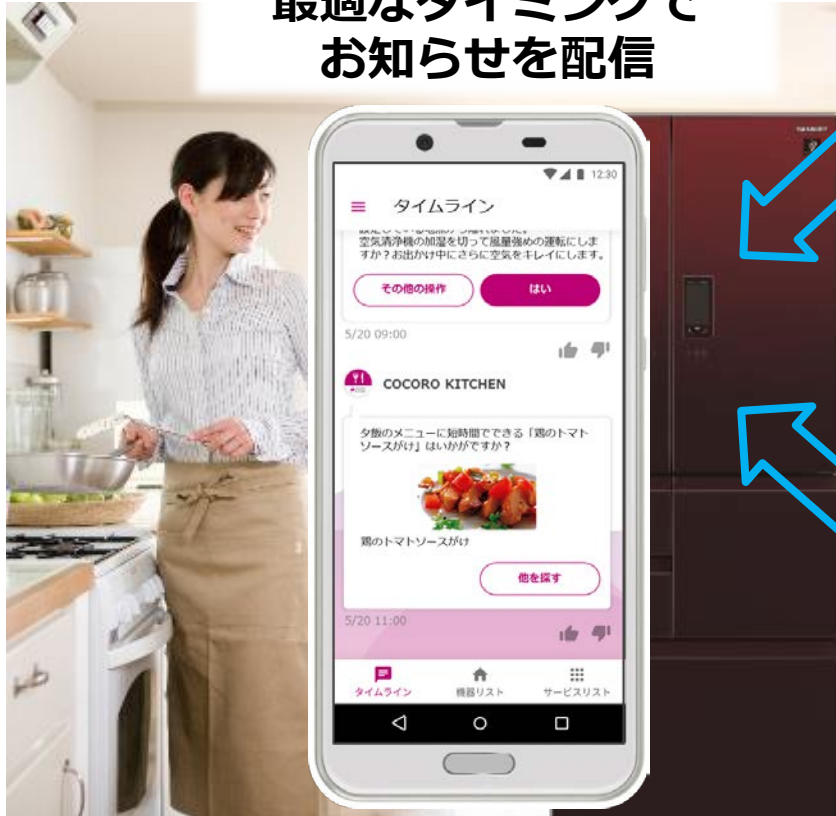 最適なタイミングで
お知らせを配信
12:30
タイムライン
空気清浄機の加湿を切って風量強めの運転にしま
すか？お出かけ中にさらに空気をキレイにします。
その他の操作
はい
5/20 09:00
COCORO KITCHEN
夕飯のメニューに短時間でできる「鶏のトマト
ソースがけ」はいかがですか？
鶏のトマトソースがけ
他を探す
5/20 11:00
タイムライン
機器リスト
サービスリスト